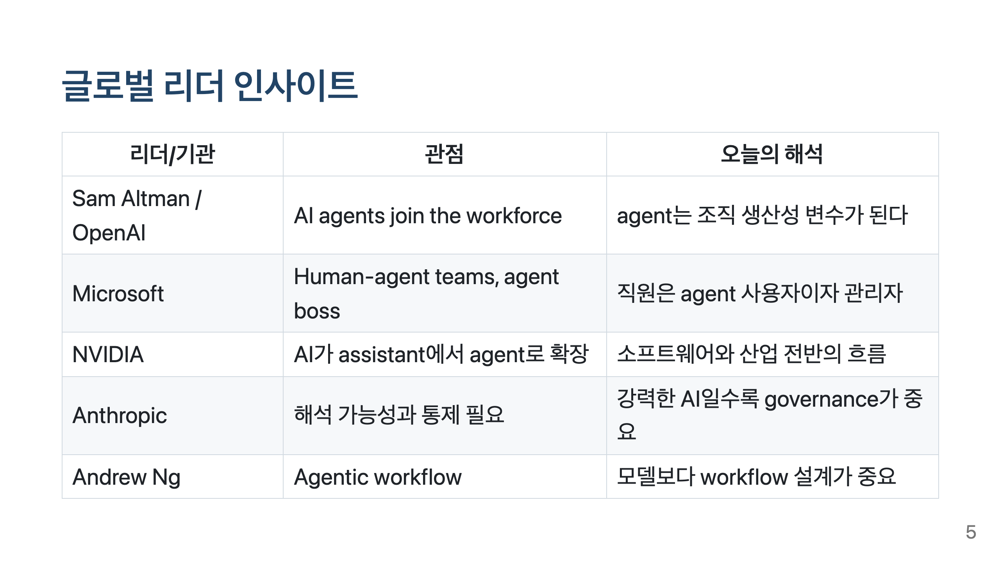 글로벌 리더 인사이트
리더/기관
관점
오늘의 해석
Sam Altman /
OpenAI
AI agents join the workforce
agent는 조직 생산성 변수가 된다
Microsoft
Human-agent teams, agent
boss
직원은 agent 사용자이자 관리자
NVIDIA
AI가 assistant에서 agent로 확장
소프트웨어와 산업 전반의 흐름
Anthropic
해석 가능성과 통제 필요
강력한 AI일수록 governance가 중
요
Andrew Ng
Agentic workflow
모델보다 workflow 설계가 중요
5